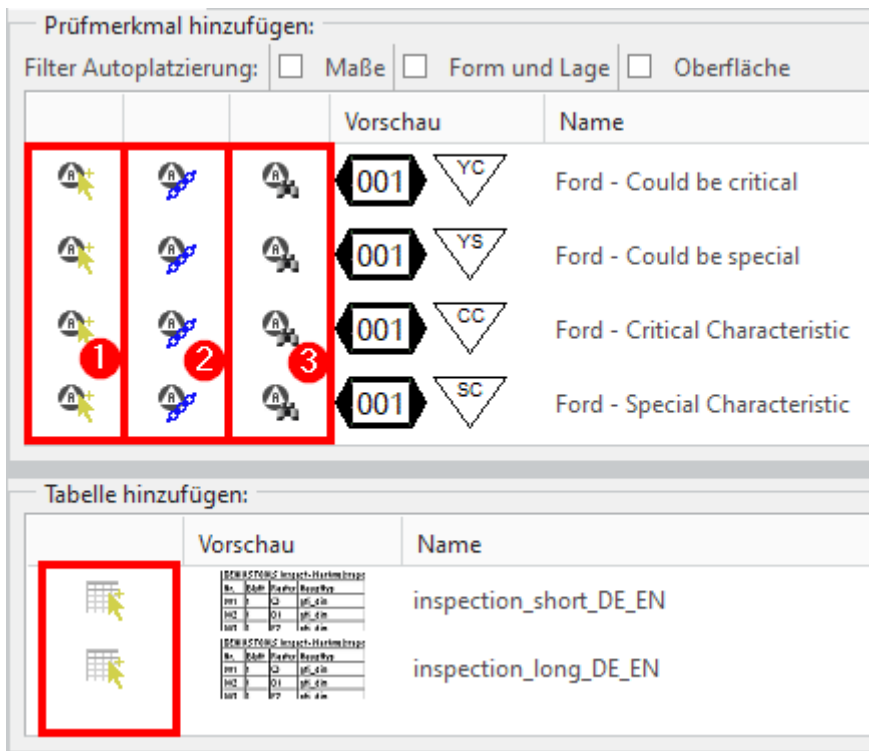 Prüfmerkmal hinzufügen:
Filter Autoplatzierung: Maße Form und Lage Oberfläche
Vorschau Name
A A A 001 YC Ford - Could be critical
A A A 001 YS Ford - Could be special
A A A 001 CC Ford - Critical Characteristic
1 2 3
A A A 001 SC Ford - Special Characteristic
Tabelle hinzufügen:
Vorschau Name
inspection_short_DE_EN
inspection_long_DE_EN